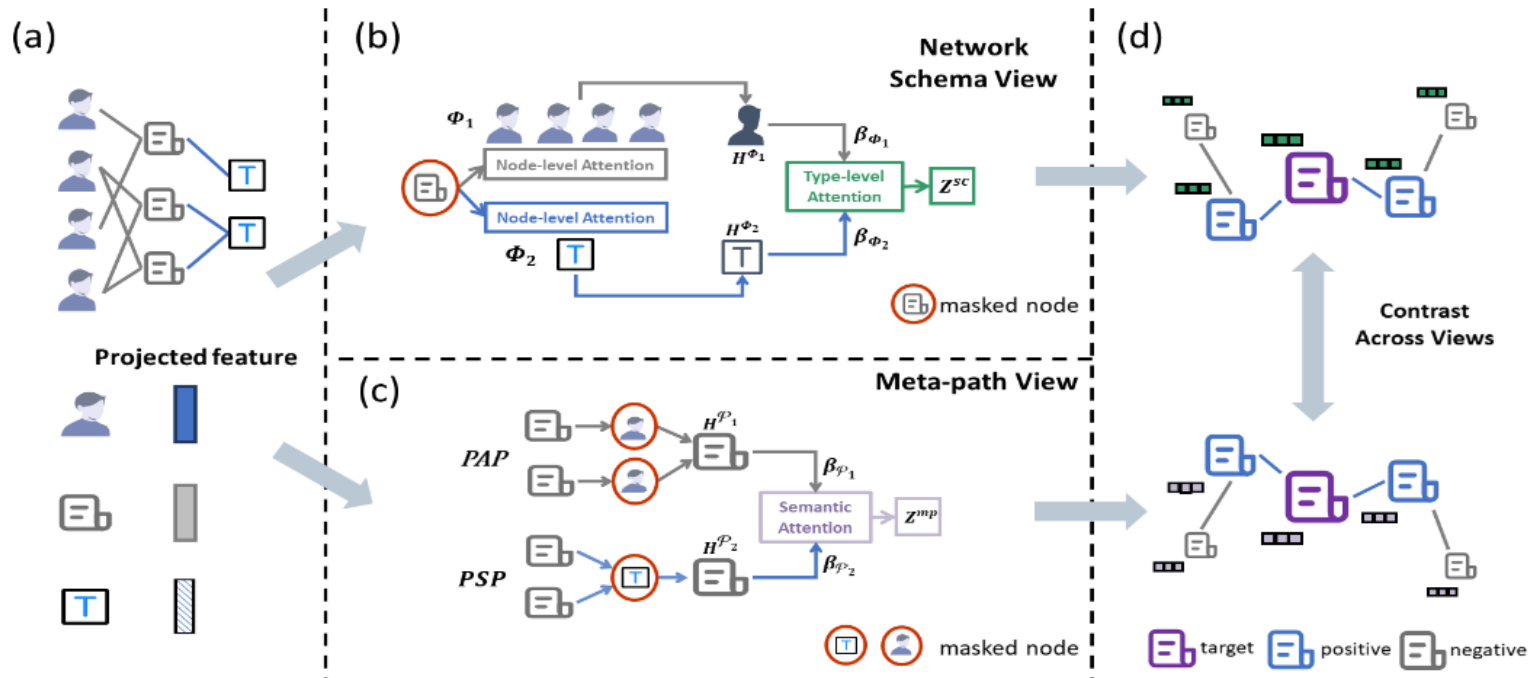 (a)
T
T
Projected feature
T
(b)
Network
Schema View
Φ₁
Node-level Attention
Node-level Attention
Φ₂
T
H^Φ₁
H^Φ₂
T
β_Φ₁
β_Φ₂
Type-level
Attention
Z^sc
masked node
(c)
Meta-path View
PAP
PSP
T
H^𝒫₁
H^𝒫₂
β_𝒫₁
β_𝒫₂
Semantic
Attention
Z^mp
T
masked node
(d)
Contrast
Across Views
target
positive
negative